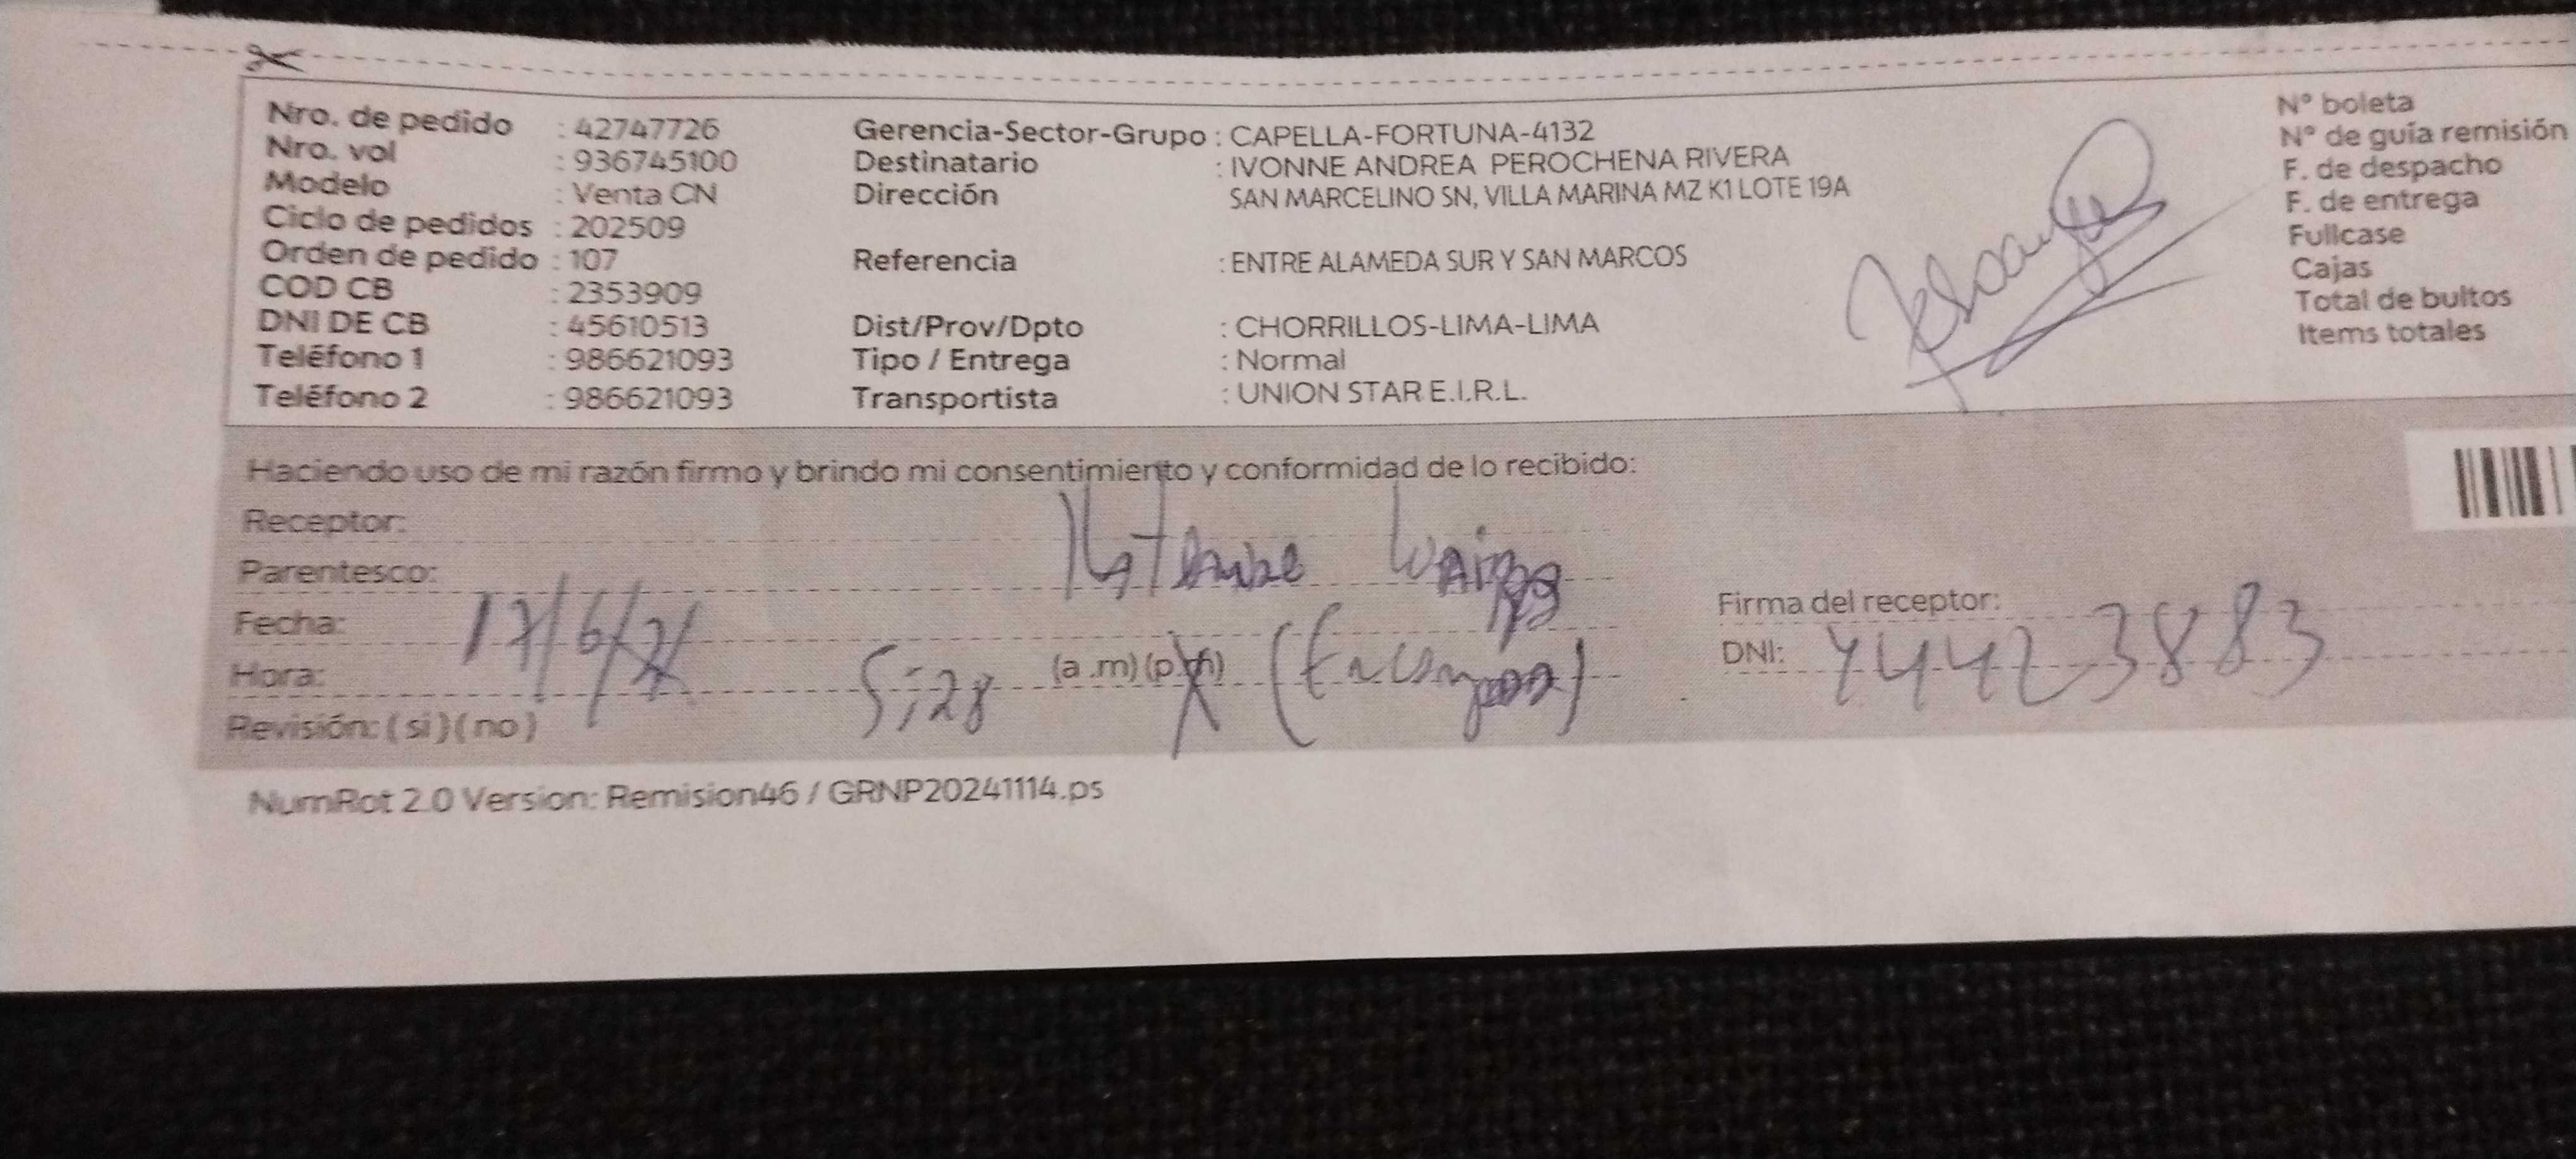 Nro. de pedido : 42747726
Nro. vol : 936745100
Modelo : Venta CN
Ciclo de pedidos : 202509
Orden de pedido : 107
COD CB : 2353909
DNI DE CB : 45610513
Teléfono 1 : 986621093
Teléfono 2 : 986621093
Gerencia-Sector-Grupo : CAPELLA-FORTUNA-4132
Destinatario : IVONNE ANDREA PEROCHENA RIVERA
Dirección SAN MARCELINO SN, VILLA MARINA MZ K1 LOTE 19A
Referencia : ENTRE ALAMEDA SUR Y SAN MARCOS
Dist/Prov/Dpto : CHORRILLOS-LIMA-LIMA
Tipo / Entrega : Normal
Transportista : UNION STAR E.I.R.L.
N° boleta
N° de guía remisión
F. de despacho
F. de entrega
Fullcase
Cajas
Total de bultos
Items totales
Haciendo uso de mi razón firmo y brindo mi consentimiento y conformidad de lo recibido:
Receptor:
Parentesco:
Fecha: 17/6/
Hora: 5:28 (a .m) (p.m)
Revisión: ( si ) ( no )
Firma del receptor:
DNI: 44423883
NumRot 2.0 Version: Remision46 / GRNP20241114.ps